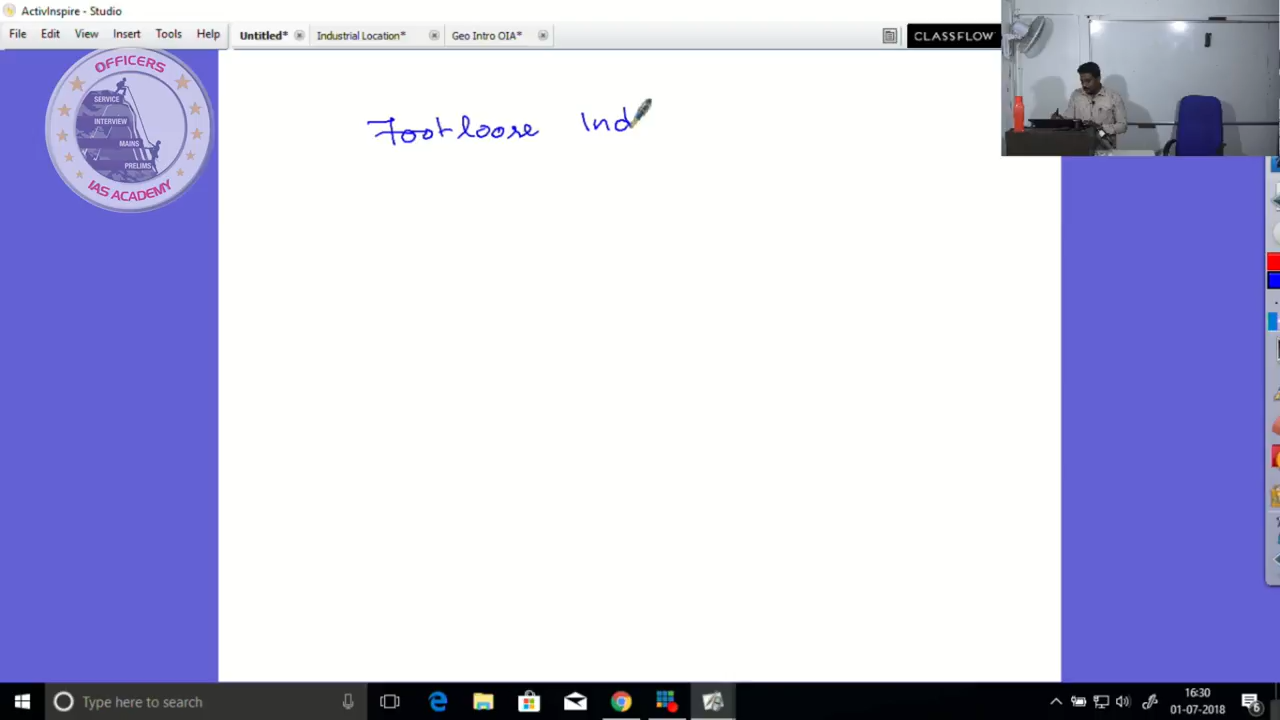 ActivInspire - Studio
File Edit View Insert Tools Help
Untitled* Industrial Location* Geo Intro OIA* CLASSFLOW
OFFICERS
SERVICE
INTERVIEW
MAINS
PRELIMS
IAS ACADEMY
Footloose Ind
Type here to search
16:30
01-07-2018
6